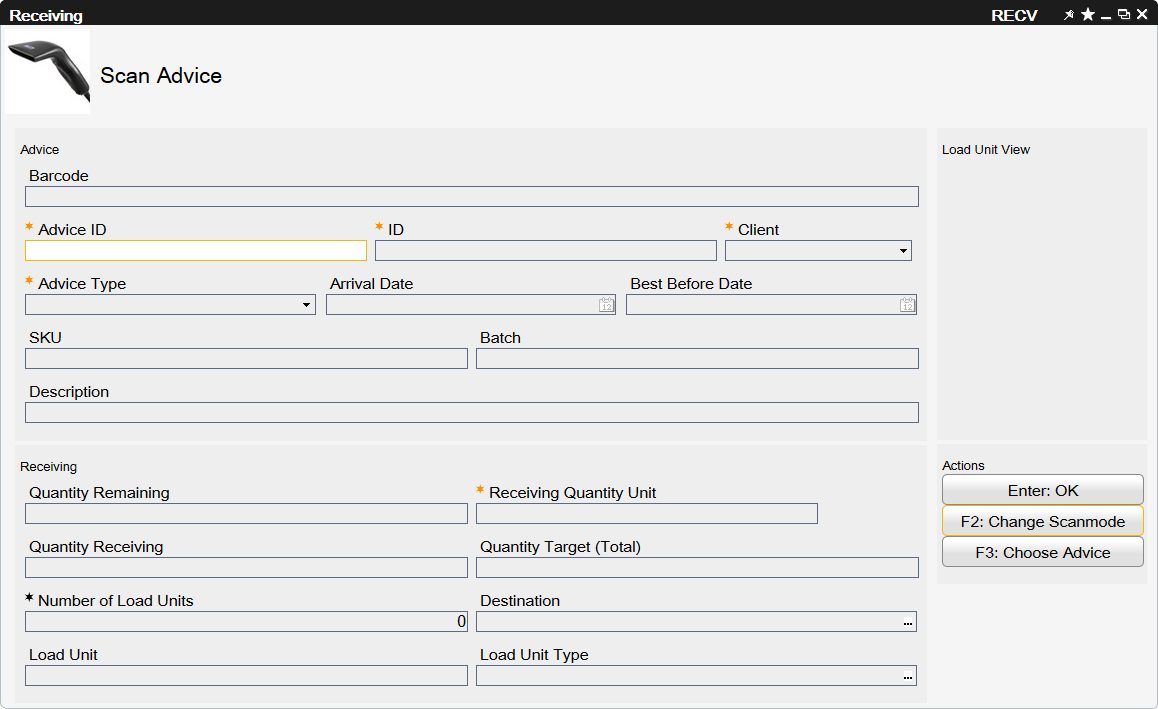 Receiving RECV
Scan Advice
Advice
Barcode
* Advice ID * ID * Client
* Advice Type Arrival Date Best Before Date
12 12
SKU Batch
Description
Load Unit View
Receiving
Quantity Remaining * Receiving Quantity Unit
Quantity Receiving Quantity Target (Total)
* Number of Load Units Destination
0 ...
Load Unit Load Unit Type
...
Actions
Enter: OK
F2: Change Scanmode
F3: Choose Advice